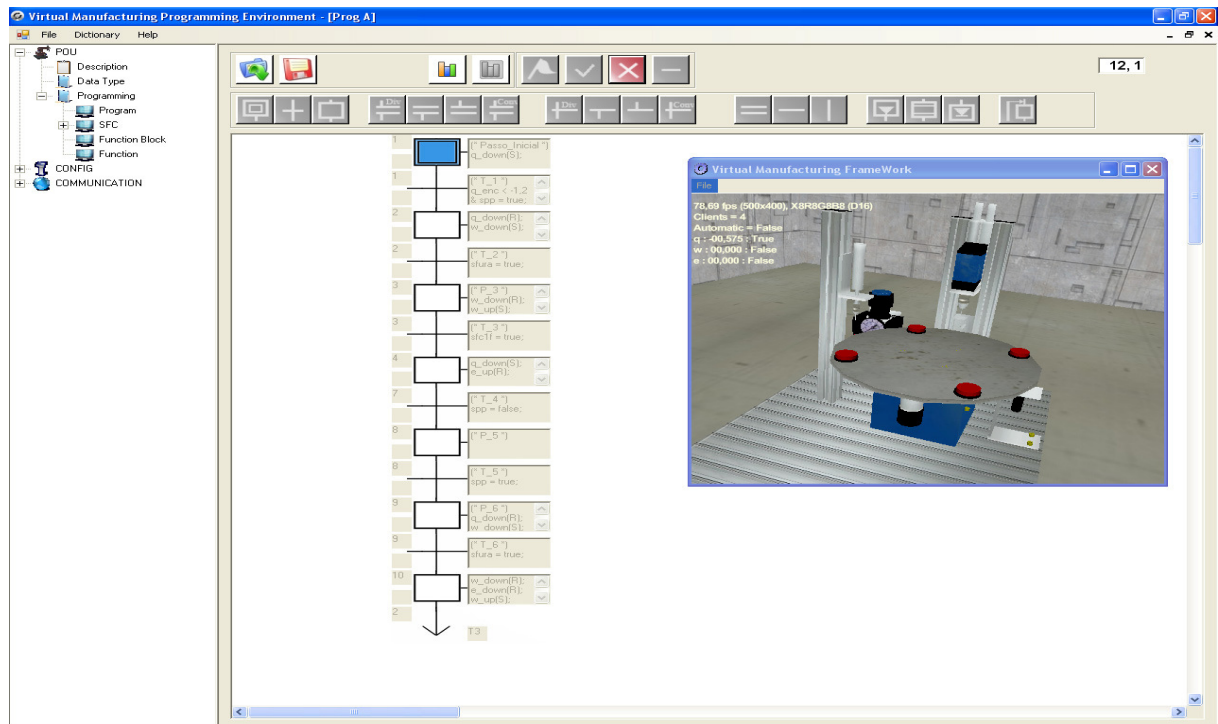 Virtual Manufacturing Programming Environment - [Prog A]
File Dictionary Help
POU
Description
Data Type
Programming
Program
SFC
Function Block
Function
CONFIG
COMMUNICATION
12, 1
Div
Cons
Div
Cons
1
(" Passo_Inicial ")
q_down(S);
1
(" T_1 ")
q_enc < -1,2
& spp = true;
2
q_down(R);
w_down(S);
2
(" T_2 ")
sfura = true;
3
(" P_3 ")
w_down(R);
w_up(S);
3
(" T_3 ")
sfc1f = true;
4
q_down(S);
e_up(R);
7
(" T_4 ")
spp = false;
8
(" P_5 ")
8
(" T_5 ")
spp = true;
9
(" P_6 ")
q_down(R);
w_down(S);
9
(" T_6 ")
sfura = true;
10
w_down(R);
e_down(R);
w_up(S);
2
T3
Virtual Manufacturing FrameWork
File
78,69 fps (500x400), X8R8G8B8 (D16)
Clients = 4
Automatic = False
q : -00,575 : True
w : 00,000 : False
e : 00,000 : False